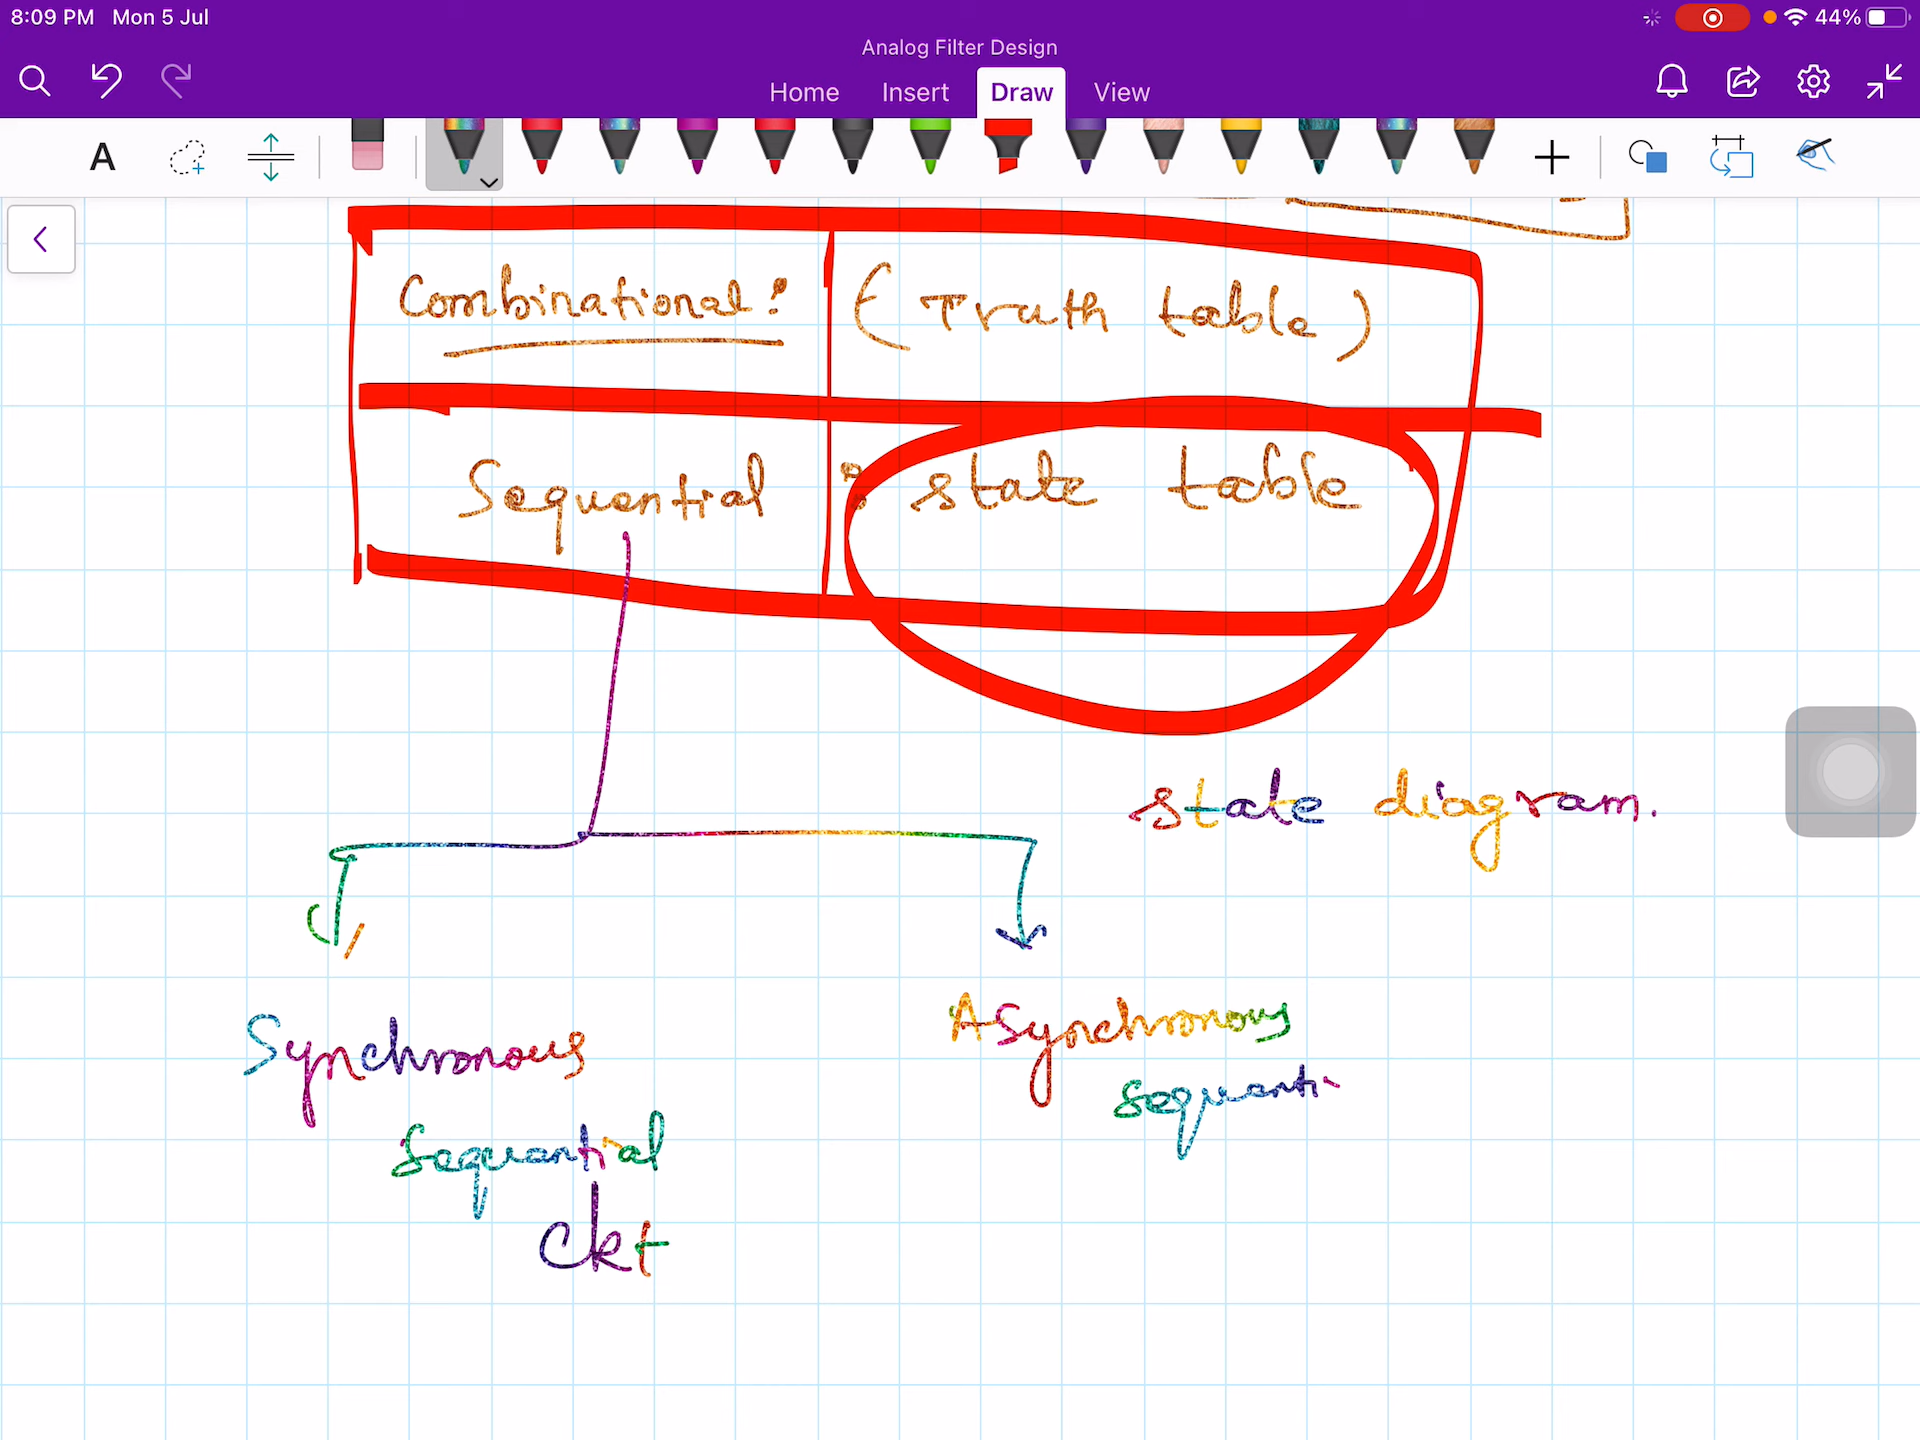 8:09 PM Mon 5 Jul
44%
Analog Filter Design
Home Insert Draw View
A
Combinational : (Truth table)
Sequential : state table
state diagram.
Synchronous
Sequential
Ckt
Asynchronous
sequenti